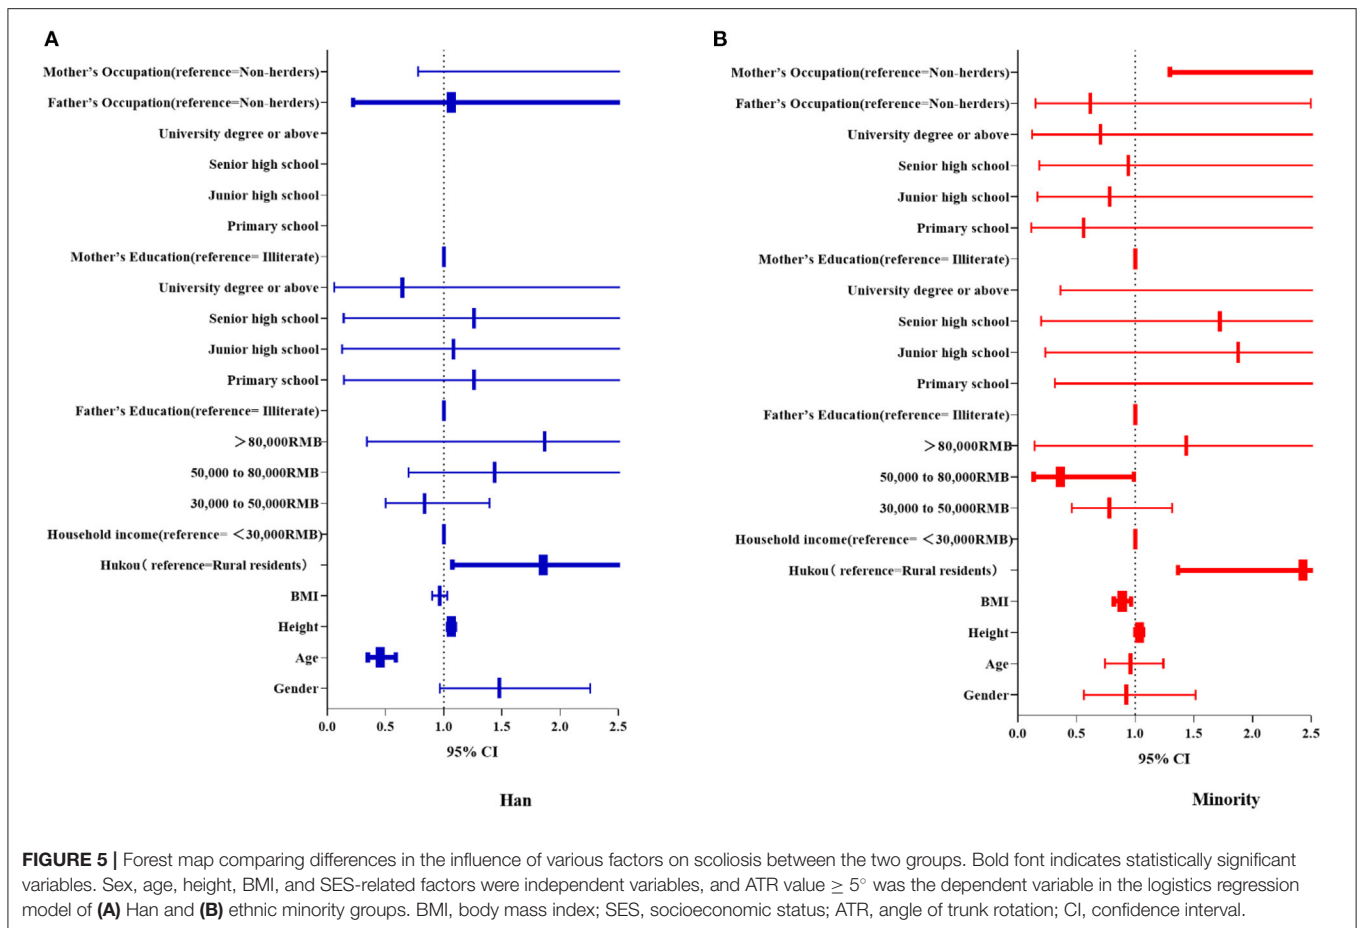 A
Mother's Occupation(reference=Non-herders)
Father's Occupation(reference=Non-herders)
University degree or above
Senior high school
Junior high school
Primary school
Mother's Education(reference= Illiterate)
University degree or above
Senior high school
Junior high school
Primary school
Father's Education(reference= Illiterate)
＞80,000RMB
50,000 to 80,000RMB
30,000 to 50,000RMB
Household income(reference= ＜30,000RMB)
Hukou（ reference=Rural residents）
BMI
Height
Age
Gender
0.0 0.5 1.0 1.5 2.0 2.5
95% CI
Han
B
Mother's Occupation(reference=Non-herders)
Father's Occupation(reference=Non-herders)
University degree or above
Senior high school
Junior high school
Primary school
Mother's Education(reference= Illiterate)
University degree or above
Senior high school
Junior high school
Primary school
Father's Education(reference= Illiterate)
＞80,000RMB
50,000 to 80,000RMB
30,000 to 50,000RMB
Household income(reference= ＜30,000RMB)
Hukou（ reference=Rural residents）
BMI
Height
Age
Gender
0.0 0.5 1.0 1.5 2.0 2.5
95% CI
Minority
FIGURE 5 | Forest map comparing differences in the influence of various factors on scoliosis between the two groups. Bold font indicates statistically significant
variables. Sex, age, height, BMI, and SES-related factors were independent variables, and ATR value ≥ 5° was the dependent variable in the logistics regression
model of (A) Han and (B) ethnic minority groups. BMI, body mass index; SES, socioeconomic status; ATR, angle of trunk rotation; CI, confidence interval.